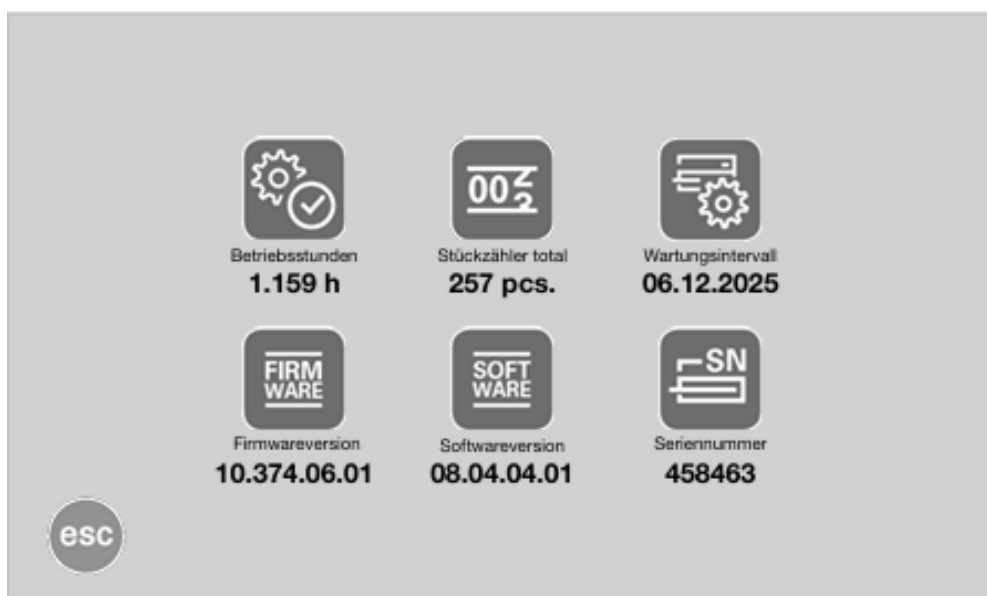 002
Betriebsstunden
Stückzähler total
Wartungsintervall
1.159 h
257 pcs.
06.12.2025
FIRM
WARE
SOFT
WARE
SN
Firmwareversion
Softwareversion
Seriennummer
10.374.06.01
08.04.04.01
458463
esc